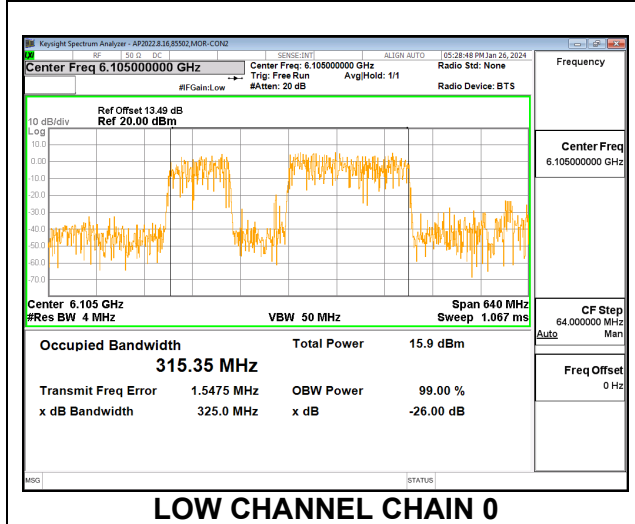 Keysight Spectrum Analyzer - AP2022.8.16,85502,MOR-CON2
RF 50 Ω DC SENSE:INT ALIGN AUTO 05:28:48 PM Jan 26, 2024
Center Freq 6.105000000 GHz
Center Freq: 6.105000000 GHz
Radio Std: None
Trig: Free Run Avg|Hold: 1/1
#IFGain:Low #Atten: 20 dB Radio Device: BTS
Frequency
Ref Offset 13.49 dB
10 dB/div Ref 20.00 dBm
Log
10.0
0.00
-10.0
-20.0
-30.0
-40.0
-50.0
-60.0
-70.0
Center Freq
6.105000000 GHz
Center 6.105 GHz Span 640 MHz
#Res BW 4 MHz VBW 50 MHz Sweep 1.067 ms
CF Step
64.000000 MHz
Auto Man
Occupied Bandwidth Total Power 15.9 dBm
315.35 MHz
Transmit Freq Error 1.5475 MHz OBW Power 99.00 %
x dB Bandwidth 325.0 MHz x dB -26.00 dB
Freq Offset
0 Hz
MSG STATUS
LOW CHANNEL CHAIN 0